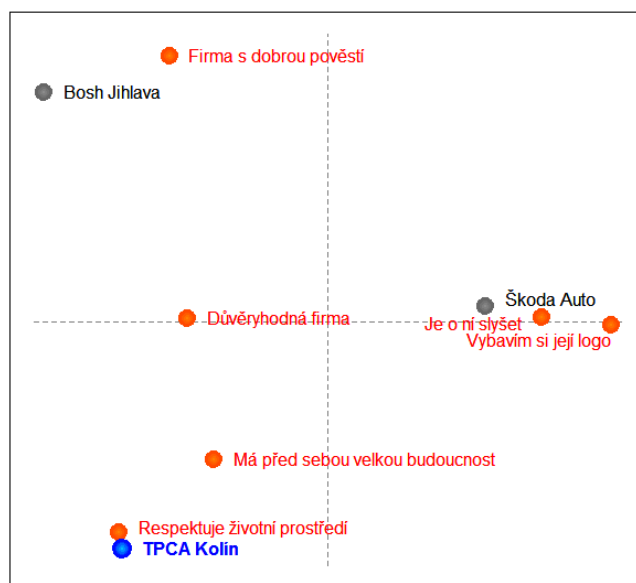 Firma s dobrou pověstí
Bosh Jihlava
Škoda Auto
Důvěryhodná firma
Je o ní slyšet
Vybavím si její logo
Má před sebou velkou budoucnost
Respektuje životní prostředí
TPCA Kolín